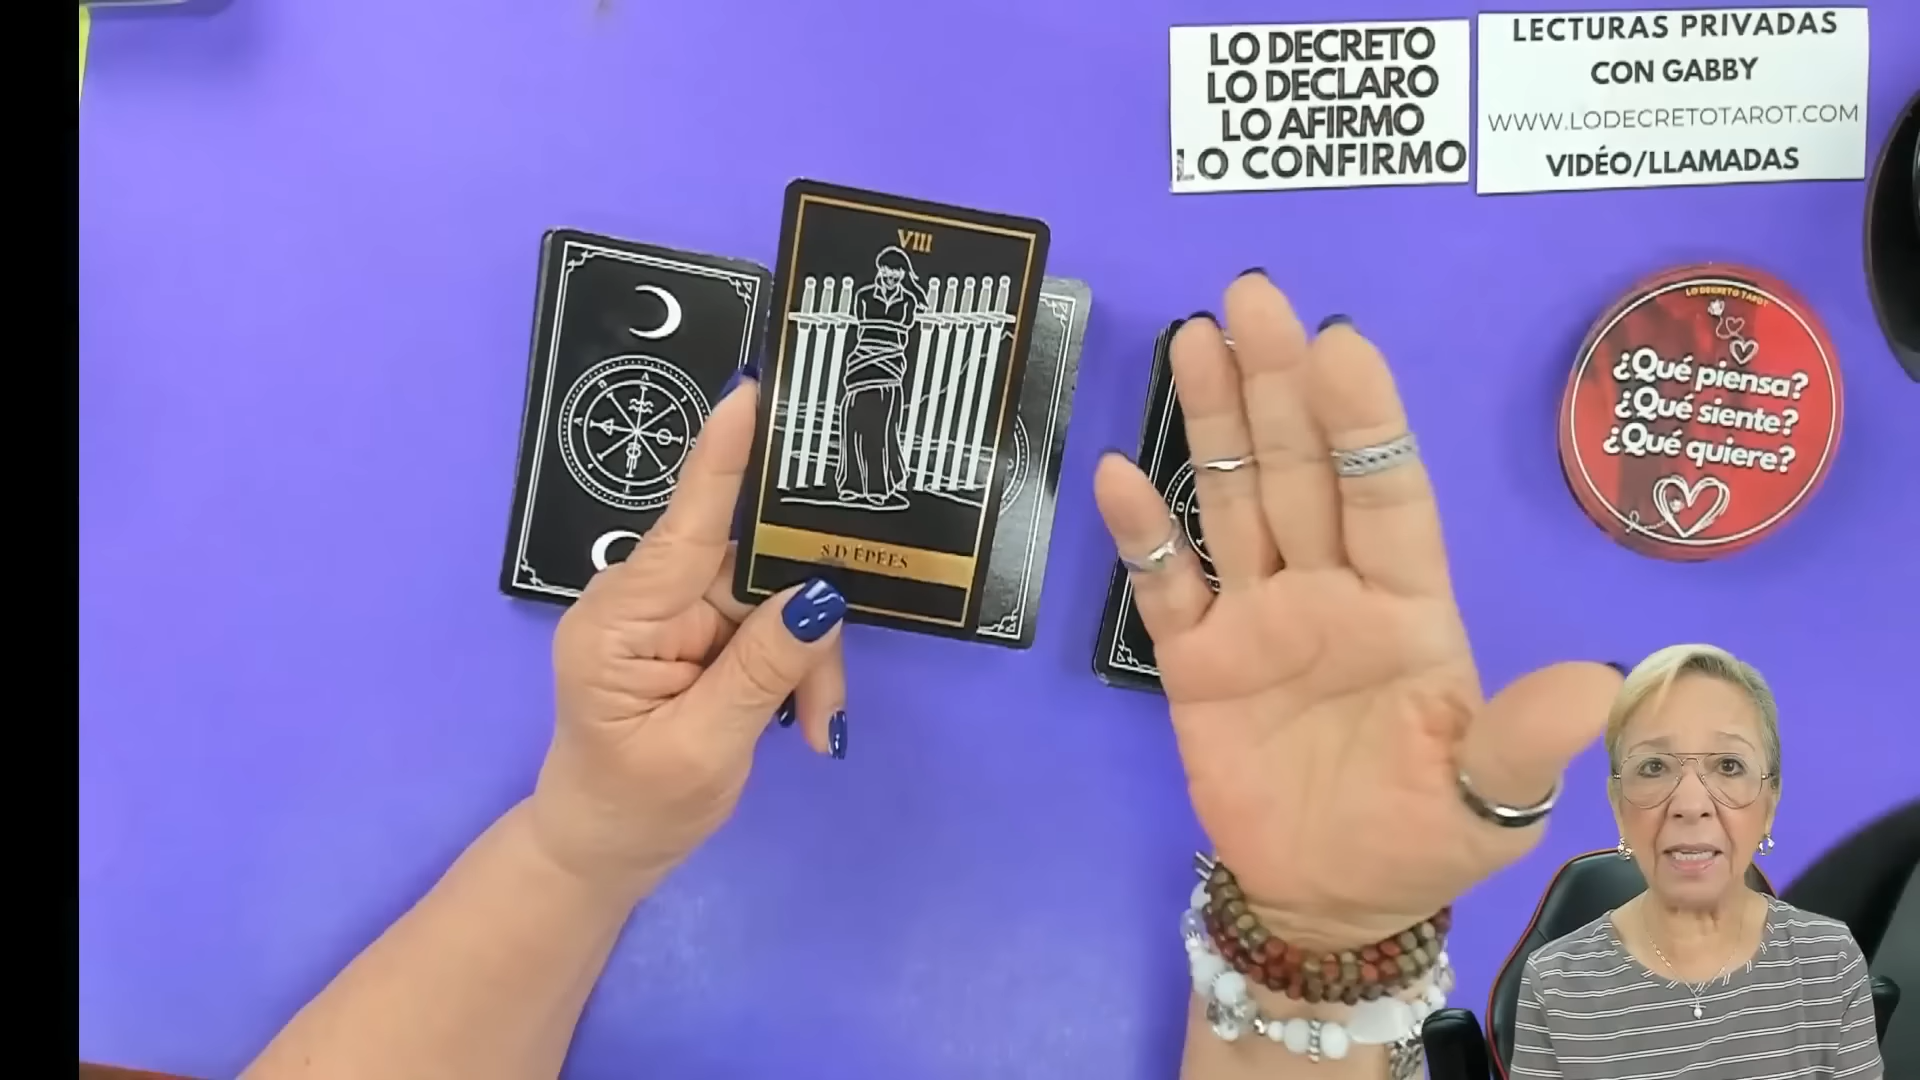 LO DECRETO
LO DECLARO
LO AFIRMO
LO CONFIRMO
LECTURAS PRIVADAS
CON GABBY
WWW.LODECRETOTAROT.COM
VIDÉO/LLAMADAS
VIII
8 D ÉPÉES
LO DECRETO TAROT
¿Qué piensa?
¿Qué siente?
¿Qué quiere?